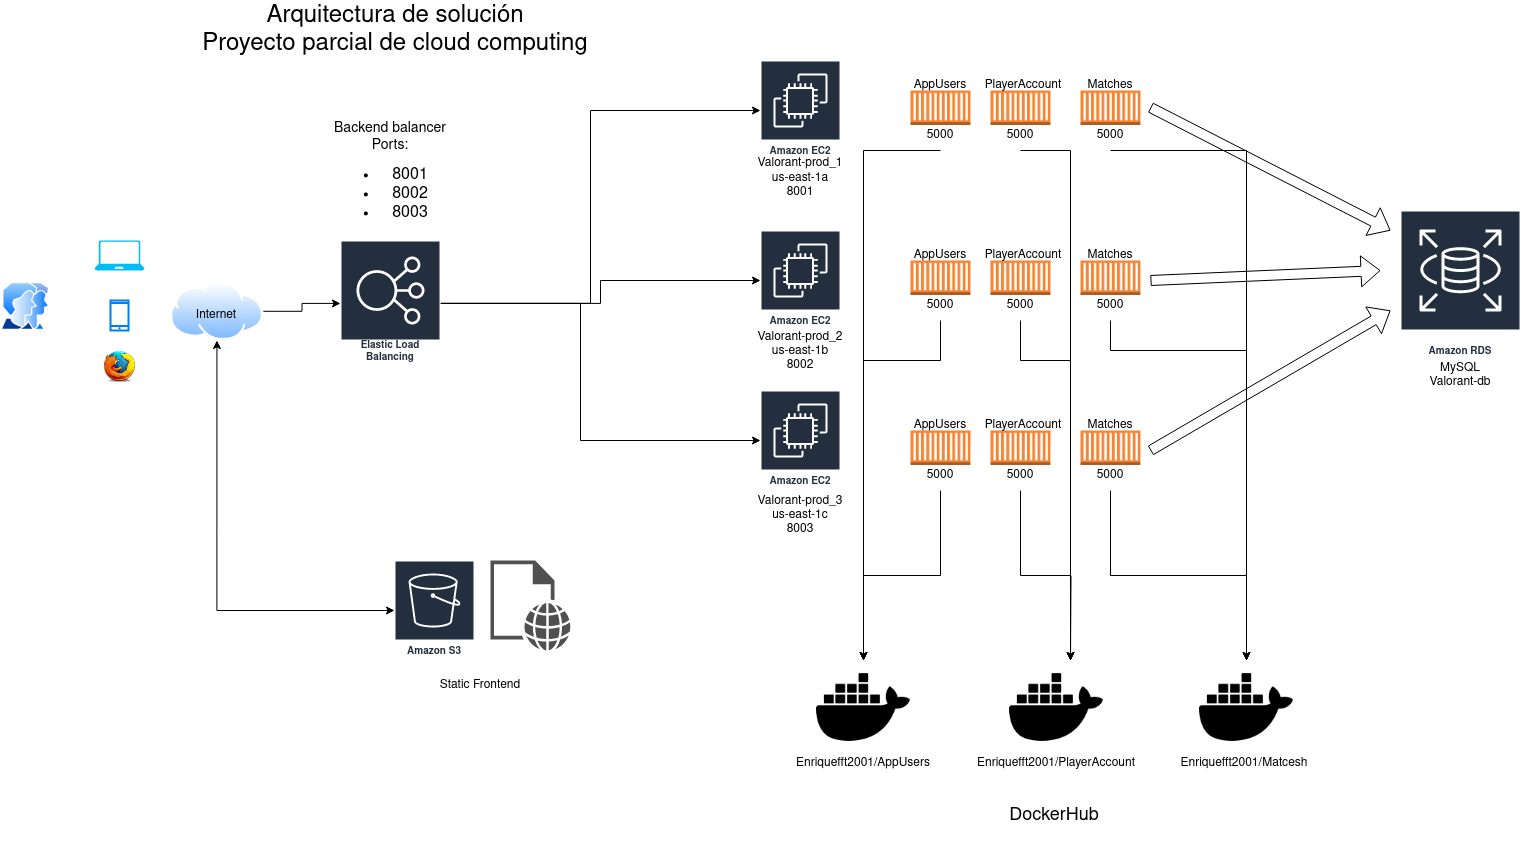 Arquitectura de solución
Proyecto parcial de cloud computing
Backend balancer
Ports:
• 8001
• 8002
• 8003
Internet
Elastic Load
Balancing
Amazon EC2
Valorant-prod_1
us-east-1a
8001
Amazon EC2
Valorant-prod_2
us-east-1b
8002
Amazon EC2
Valorant-prod_3
us-east-1c
8003
AppUsers PlayerAccount Matches
5000 5000 5000
AppUsers PlayerAccount Matches
5000 5000 5000
AppUsers PlayerAccount Matches
5000 5000 5000
Amazon RDS
MySQL
Valorant-db
Amazon S3
Static Frontend
Enriquefft2001/AppUsers Enriquefft2001/PlayerAccount Enriquefft2001/Matcesh
DockerHub